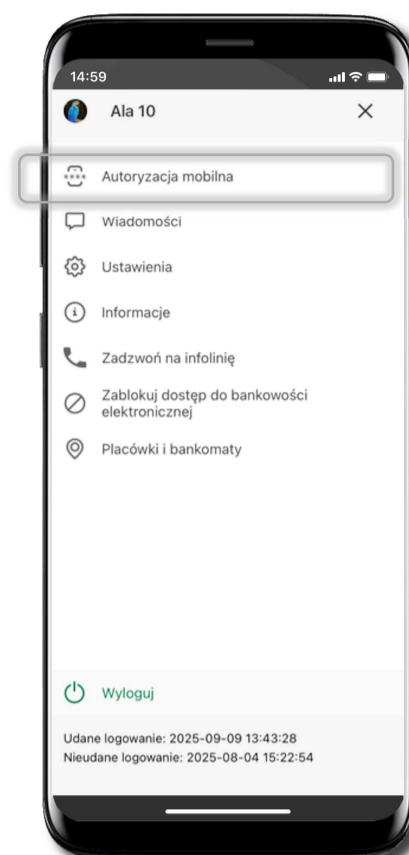 14:59
Ala 10
Autoryzacja mobilna
Wiadomości
Ustawienia
Informacje
Zadzwoń na infolinię
Zablokuj dostęp do bankowości
elektronicznej
Placówki i bankomaty
Wyloguj
Udane logowanie: 2025-09-09 13:43:28
Nieudane logowanie: 2025-08-04 15:22:54